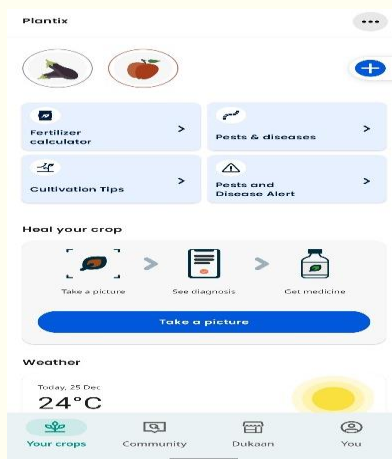 Plantix
Fertilizer
calculator
Pests & diseases
Cultivation Tips
Pests and
Disease Alert
Heal your crop
Take a picture
See diagnosis
Get medicine
Take a picture
Weather
Today, 25 Dec
24°C
Your crops
Community
Dukaan
You